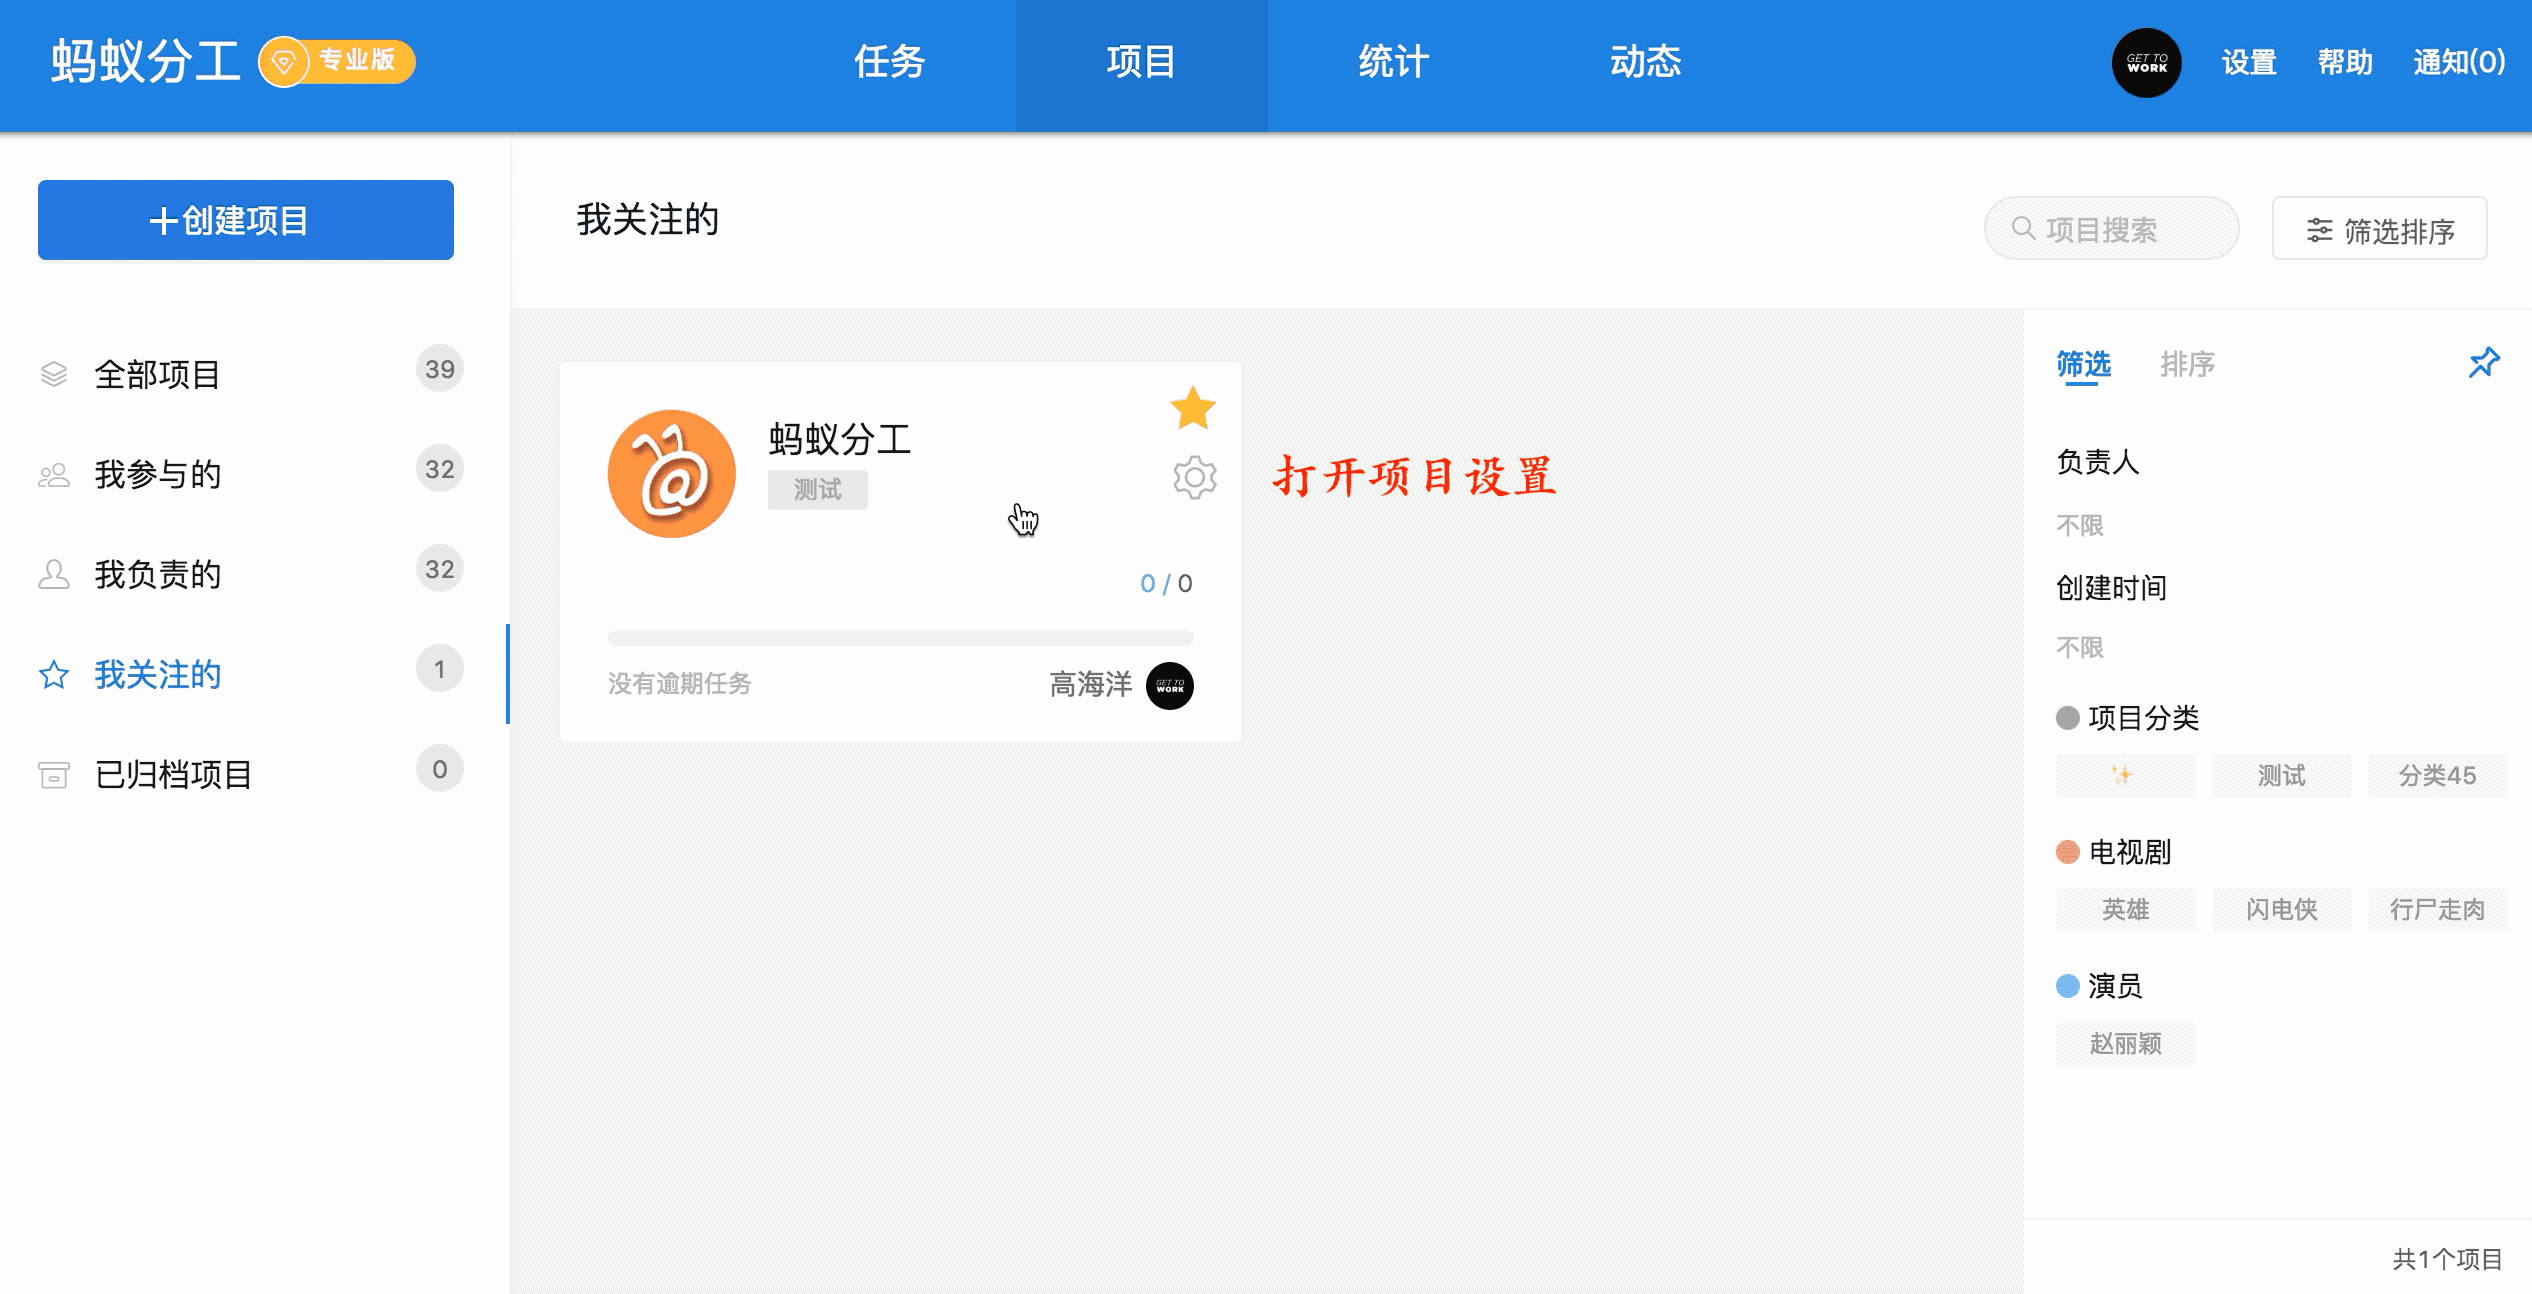 蚂蚁分工 专业版 任务 项目 统计 动态 GET TO WORK 设置 帮助 通知(0)
＋创建项目
全部项目 39
我参与的 32
我负责的 32
我关注的 1
已归档项目 0
我关注的
项目搜索
筛选排序
蚂蚁分工
测试
打开项目设置
0 / 0
没有逾期任务
高海洋
GET TO
WORK
筛选 排序
负责人
不限
创建时间
不限
项目分类
测试 分类45
电视剧
英雄 闪电侠 行尸走肉
演员
赵丽颖
共1个项目